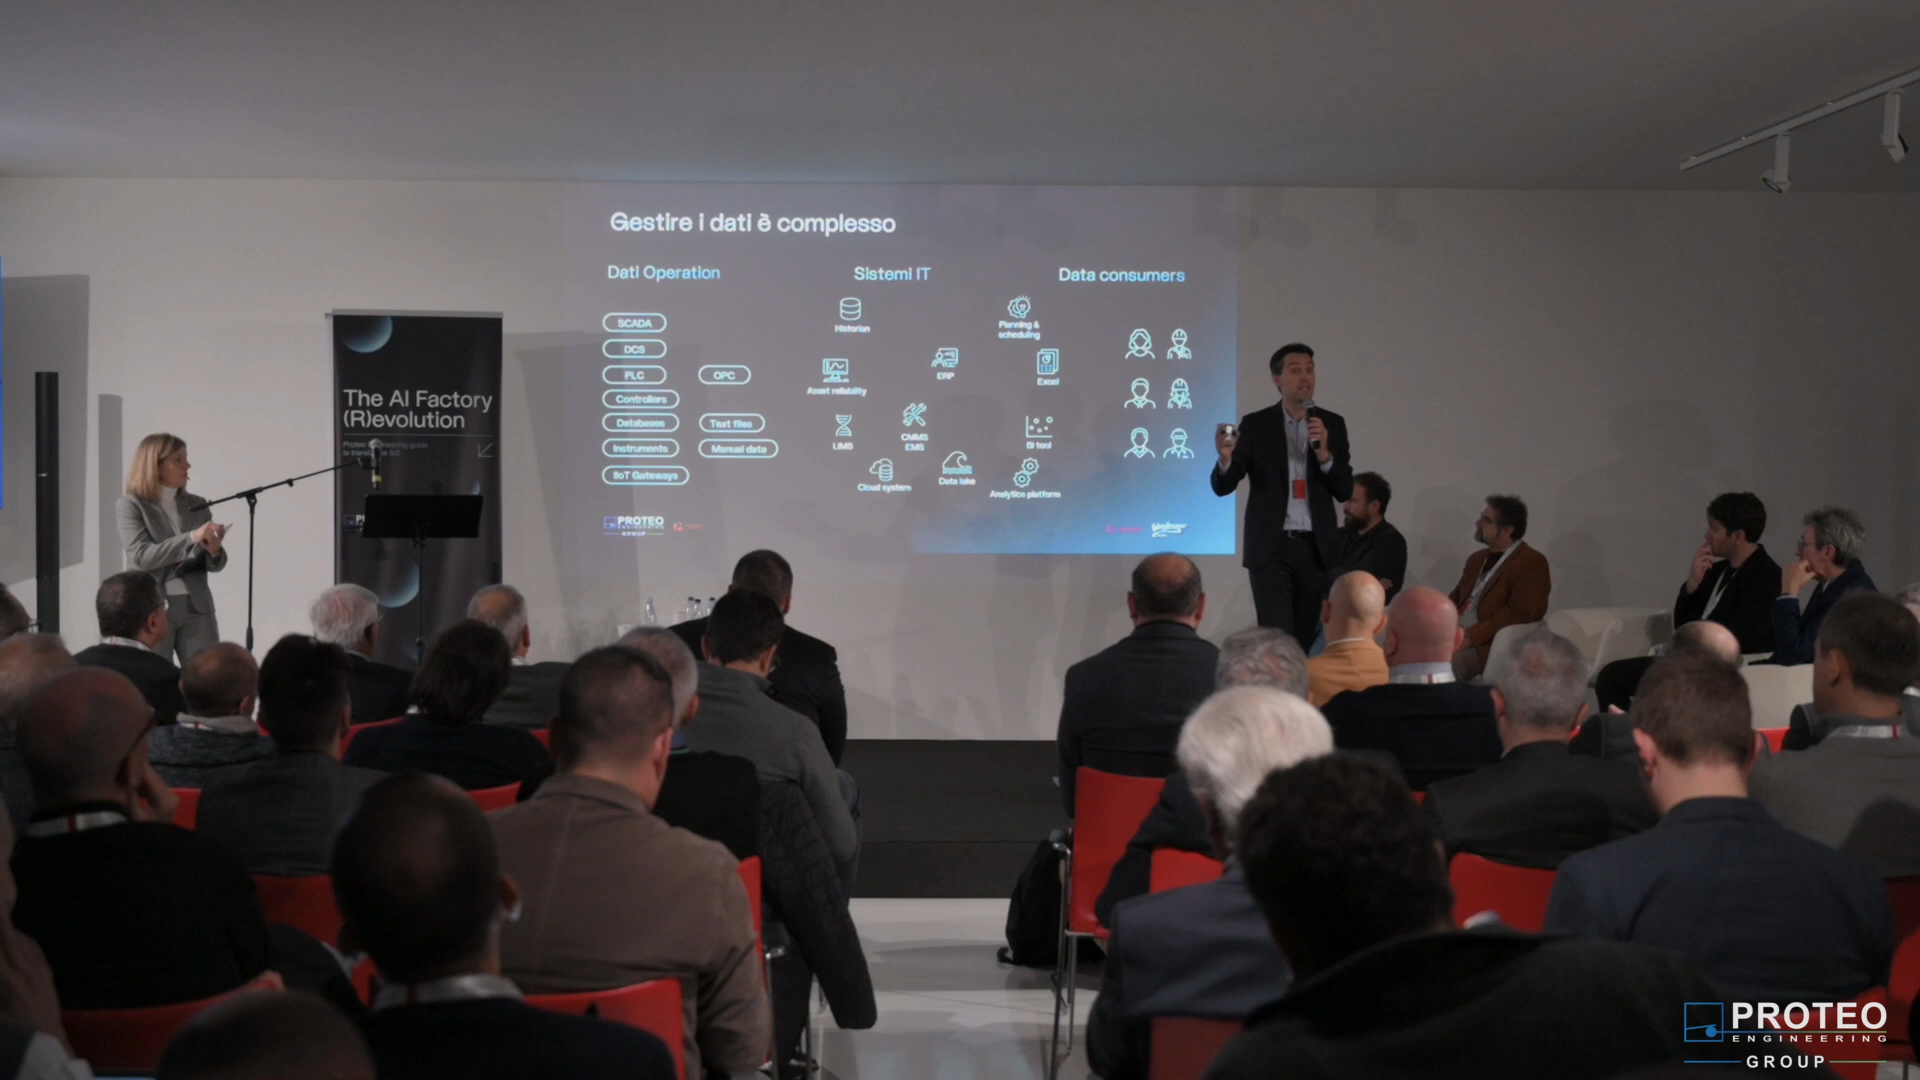 Gestire i dati è complesso
Dati Operation
Sistemi IT
Data consumers
SCADA
DCS
PLC
OPC
Controllers
Databases
Text files
Instruments
Manual data
IIoT Gateways
Historian
Planning &
scheduling
Asset reliability
ERP
Excel
LIMS
CMMS
EMS
BI tool
Cloud system
Data lake
Analytics platform
PROTEO
ENGINEERING
GROUP
The AI Factory
(R)evolution
PROTEO
ENGINEERING
GROUP